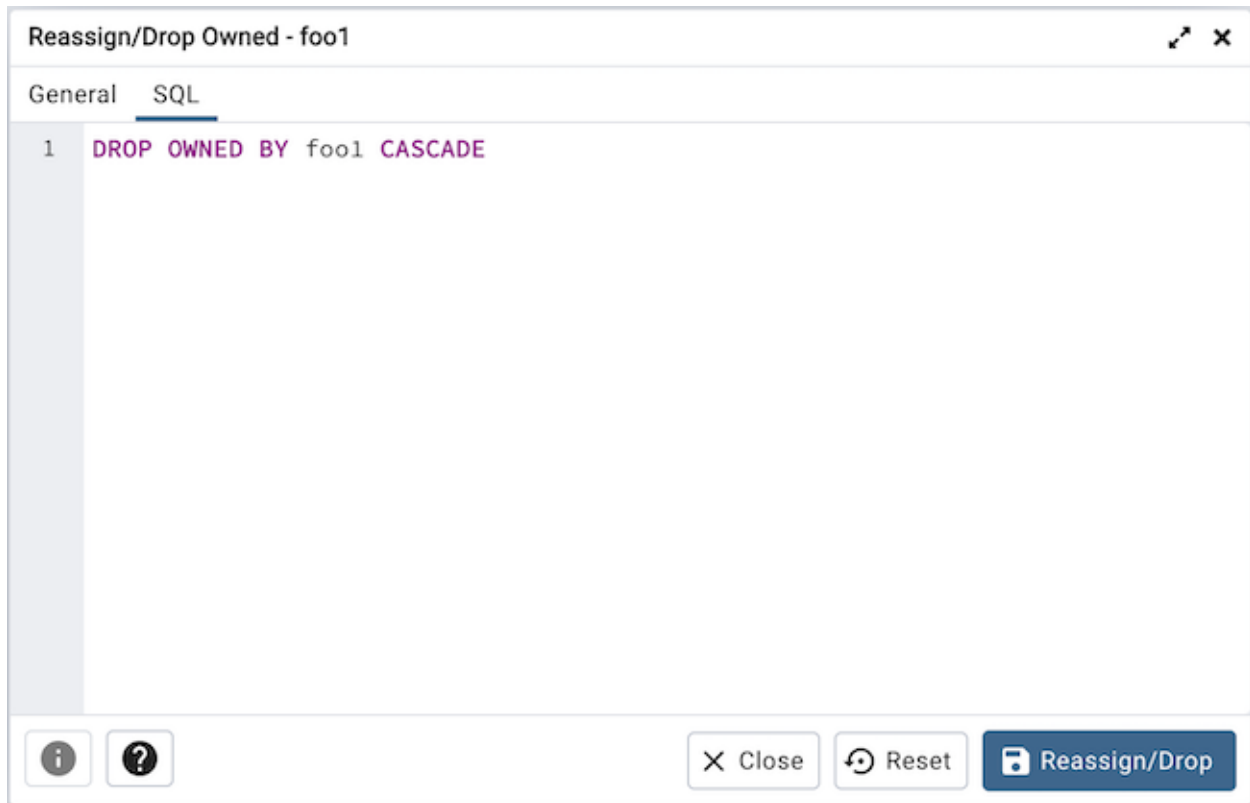 Reassign/Drop Owned - foo1
General SQL
1 DROP OWNED BY foo1 CASCADE
Close Reset Reassign/Drop